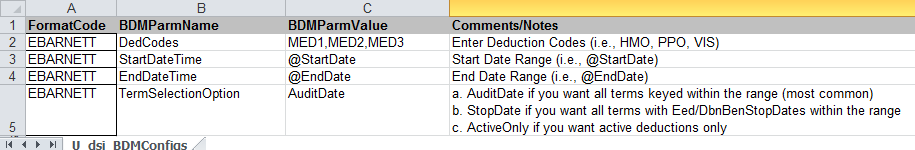 A B C
1 FormatCode BDMParmName BDMParmValue Comments/Notes
2 EBARNETT DedCodes MED1,MED2,MED3 Enter Deduction Codes (i.e., HMO, PPO, VIS)
3 EBARNETT StartDateTime @StartDate Start Date Range (i.e., @StartDate)
4 EBARNETT EndDateTime @EndDate End Date Range (i.e., @EndDate)
EBARNETT TermSelectionOption AuditDate a. AuditDate if you want all terms keyed within the range (most common)
b. StopDate if you want all terms with Eed/DbnBenStopDates within the range
5 c. ActiveOnly if you want active deductions only
U_dsi_BDMConfigs